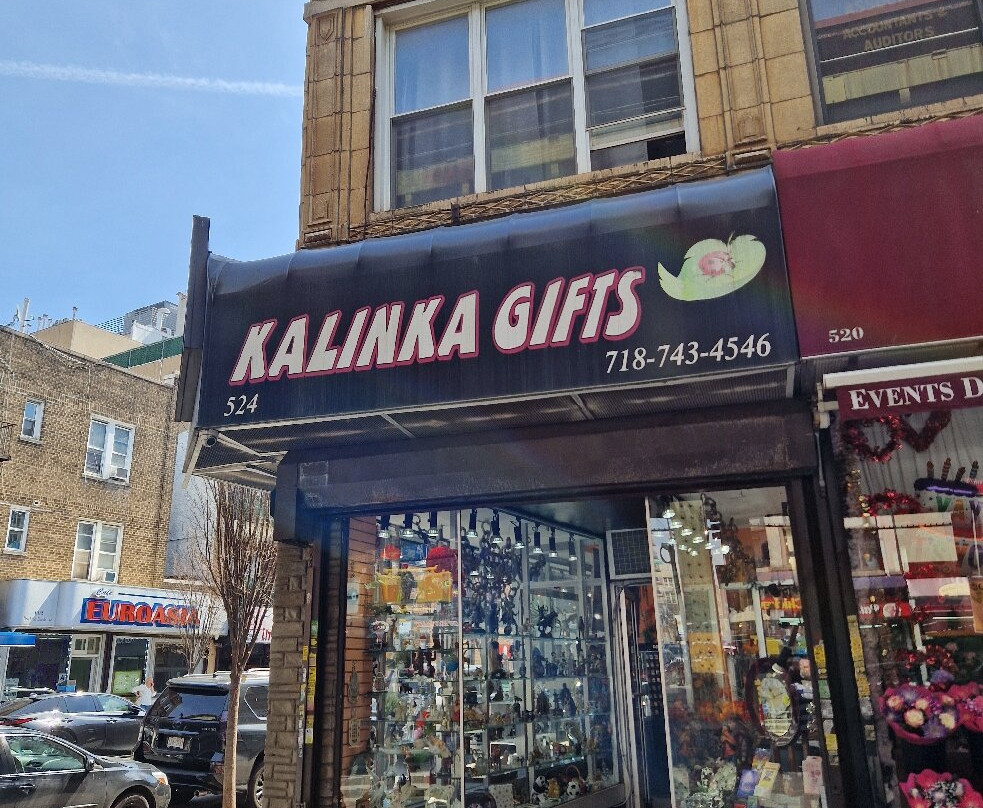 ACCOUNTANTS &
AUDITORS
KALINKA GIFTS
718-743-4546
524
520
EVENTS D
Café
EUROASIA